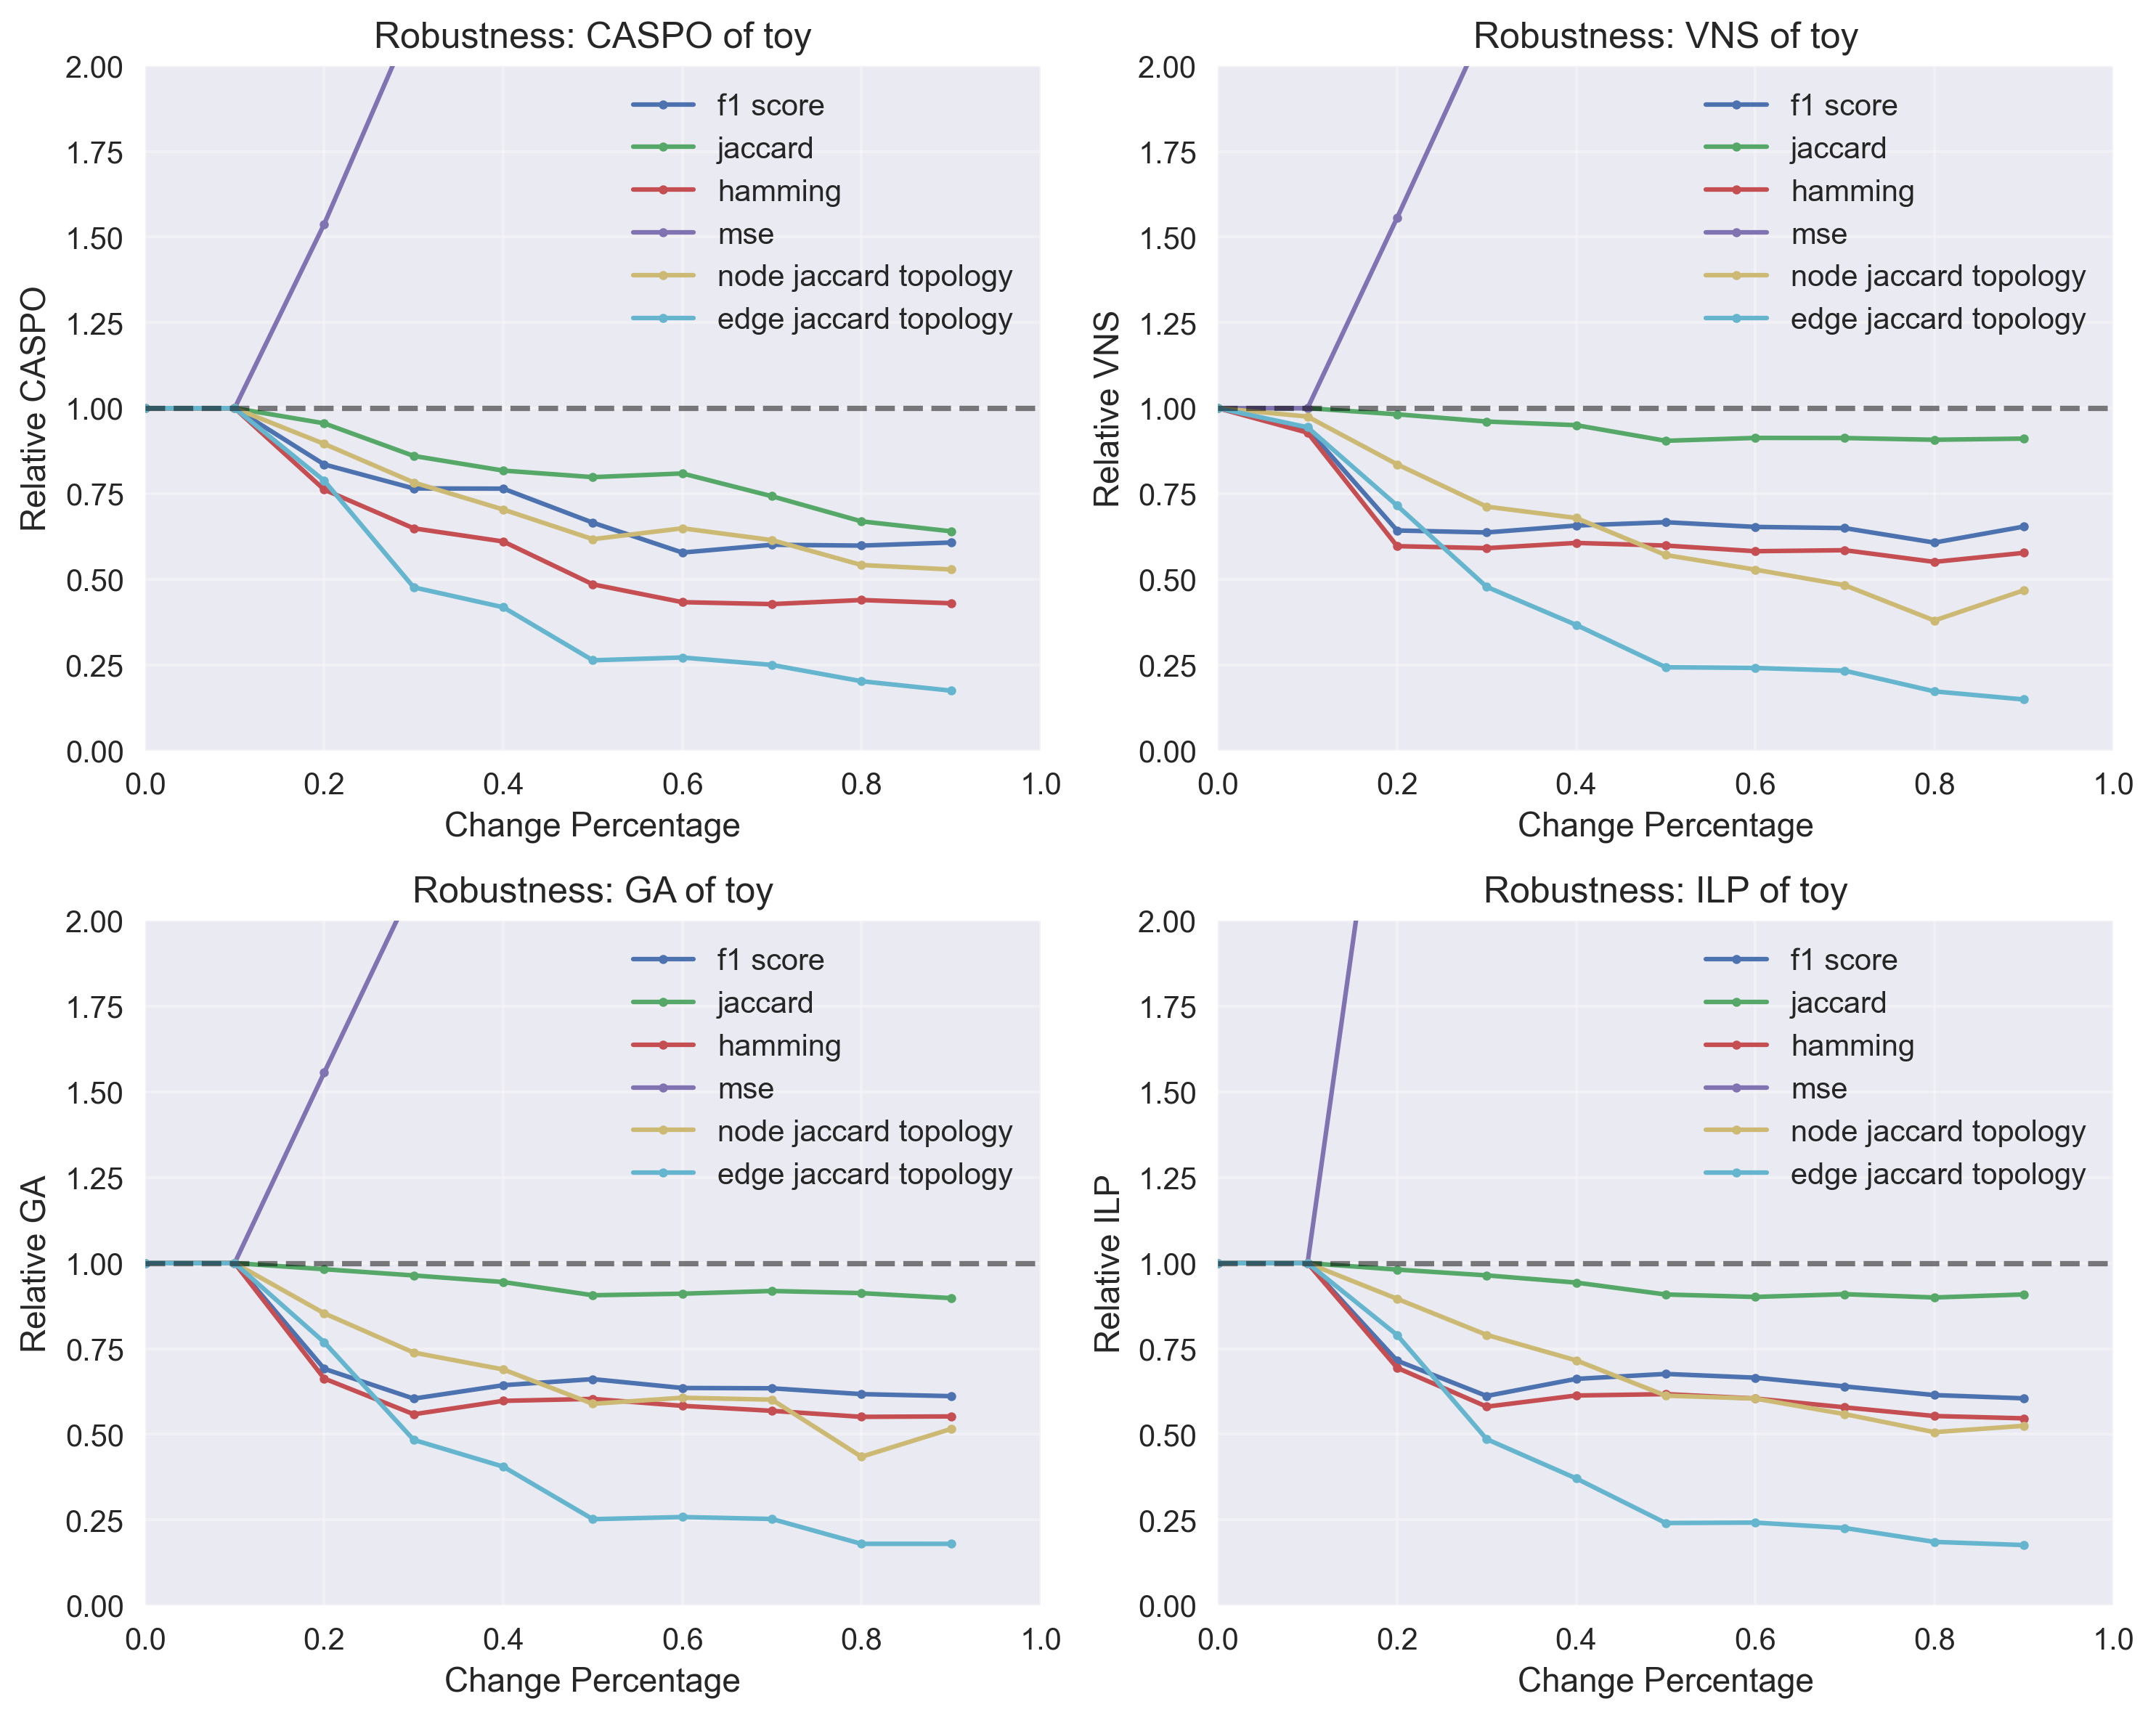 Robustness: CASPO of toy
2.00
1.75
1.50
1.25
1.00
0.75
0.50
0.25
0.00
Relative CASPO
f1 score
jaccard
hamming
mse
node jaccard topology
edge jaccard topology
0.0 0.2 0.4 0.6 0.8 1.0
Change Percentage
Robustness: VNS of toy
2.00
1.75
1.50
1.25
1.00
0.75
0.50
0.25
0.00
Relative VNS
f1 score
jaccard
hamming
mse
node jaccard topology
edge jaccard topology
0.0 0.2 0.4 0.6 0.8 1.0
Change Percentage
Robustness: GA of toy
2.00
1.75
1.50
1.25
1.00
0.75
0.50
0.25
0.00
Relative GA
f1 score
jaccard
hamming
mse
node jaccard topology
edge jaccard topology
0.0 0.2 0.4 0.6 0.8 1.0
Change Percentage
Robustness: ILP of toy
2.00
1.75
1.50
1.25
1.00
0.75
0.50
0.25
0.00
Relative ILP
f1 score
jaccard
hamming
mse
node jaccard topology
edge jaccard topology
0.0 0.2 0.4 0.6 0.8 1.0
Change Percentage